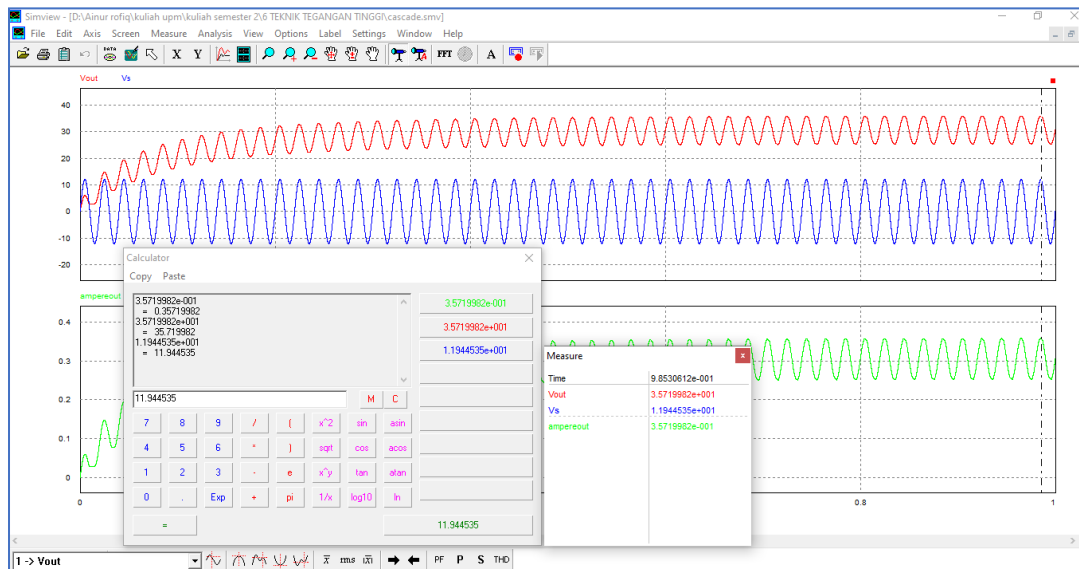 Simview - [D:\Ainur rofiq\kuliah upm\kuliah semester 2\6 TEKNIK TEGANGAN TINGGI\cascade.smv]
File Edit Axis Screen Measure Analysis View Options Label Settings Window Help
DATA X Y FFT A
Vout Vs
40
30
20
10
0
-10
-20
ampereout
0.4
0.3
0.2
0.1
0
0 0.8 1
Calculator
Copy Paste
3.5719982e-001
= 0.35719982
3.5719982e+001
= 35.719982
1.1944535e+001
= 11.944535
3.5719982e-001
3.5719982e+001
1.1944535e+001
11.944535 M C
7 8 9 / ( x^2 sin asin
4 5 6 * ) sqrt cos acos
1 2 3 - e x^y tan atan
0 . Exp + pi 1/x log10 ln
= 11.944535
Measure x
Time 9.8530612e-001
Vout 3.5719982e+001
Vs 1.1944535e+001
ampereout 3.5719982e-001
1 -> Vout x rms |x| PF P S THD